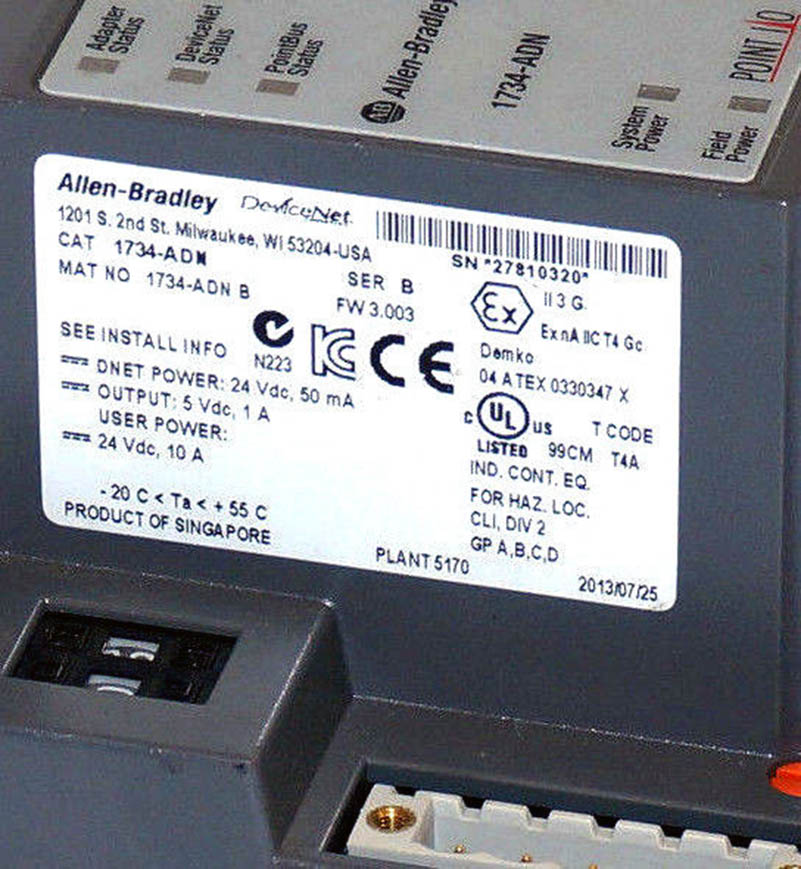 Adapter
Status
DeviceNet
Status
PointBus
Status
AB Allen-Bradley
1734-ADN
System
Power
Field
Power
POINT I/O
Allen-Bradley DeviceNet
1201 S. 2nd St. Milwaukee, WI 53204-USA
CAT 1734-ADN
MAT NO 1734-ADN B
SER B
FW 3.003
SN "27810320"
Ex II 3 G
Ex nA IIC T4 Gc
Demko
04 ATEX 0330347 X
SEE INSTALL INFO
N223
KC CE
DNET POWER: 24 Vdc, 50 mA
OUTPUT: 5 Vdc, 1 A
USER POWER:
24 Vdc, 10 A
C UL US
LISTED 99CM
T CODE
T4A
IND. CONT. EQ.
FOR HAZ. LOC.
CLI, DIV 2
GP A,B,C,D
-20 C < Ta < +55 C
PRODUCT OF SINGAPORE
PLANT 5170
2013/07/25